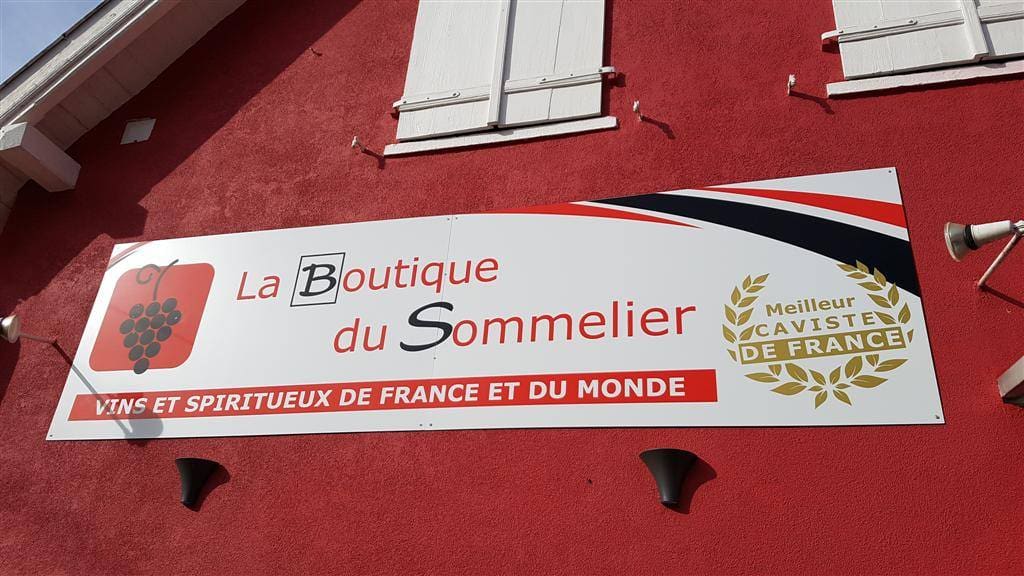 La Boutique
du Sommelier
VINS ET SPIRITUEUX DE FRANCE ET DU MONDE
Meilleur
CAVISTE
DE FRANCE